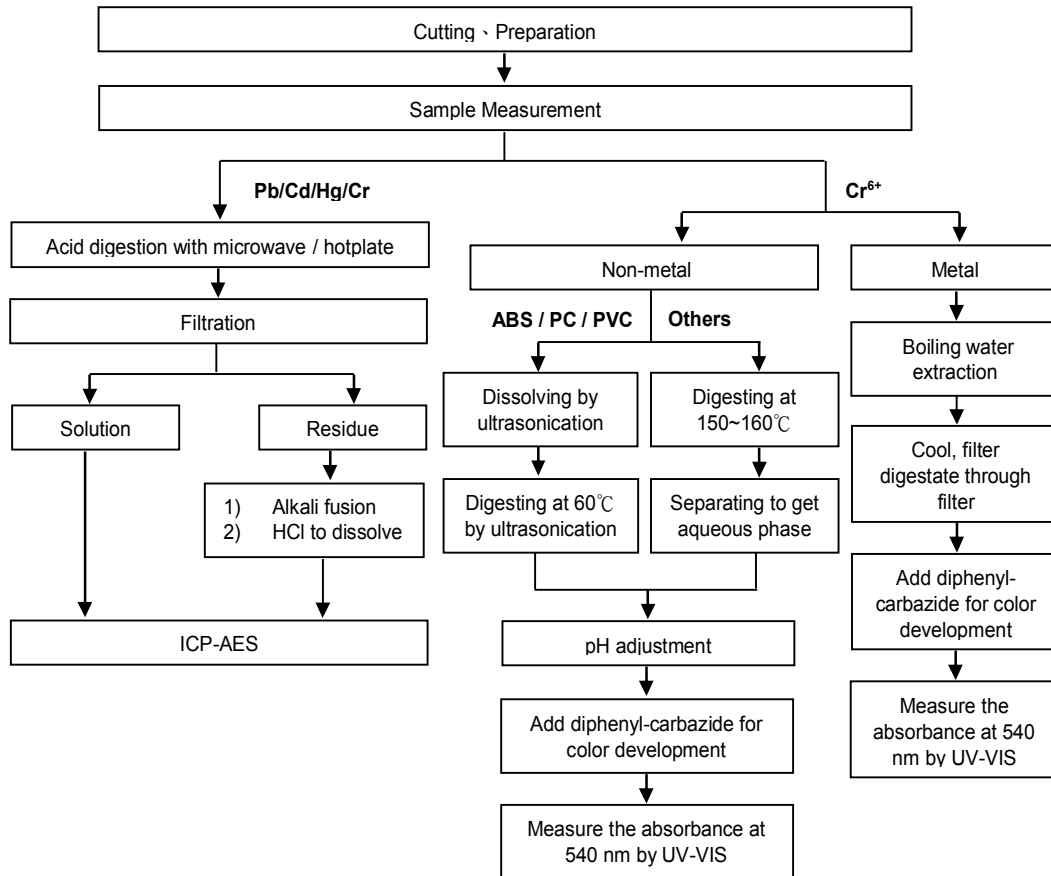 Cutting、Preparation
Sample Measurement
Pb/Cd/Hg/Cr
Cr⁶⁺
Acid digestion with microwave / hotplate
Non-metal
Metal
Filtration
ABS / PC / PVC
Others
Boiling water
extraction
Solution
Residue
Dissolving by
ultrasonication
Digesting at
150~160℃
Cool, filter
digestate through
filter
1) Alkali fusion
2) HCl to dissolve
Digesting at 60℃
by ultrasonication
Separating to get
aqueous phase
Add diphenyl-
carbazide for color
development
ICP-AES
pH adjustment
Measure the
absorbance at 540
nm by UV-VIS
Add diphenyl-carbazide for
color development
Measure the absorbance at
540 nm by UV-VIS